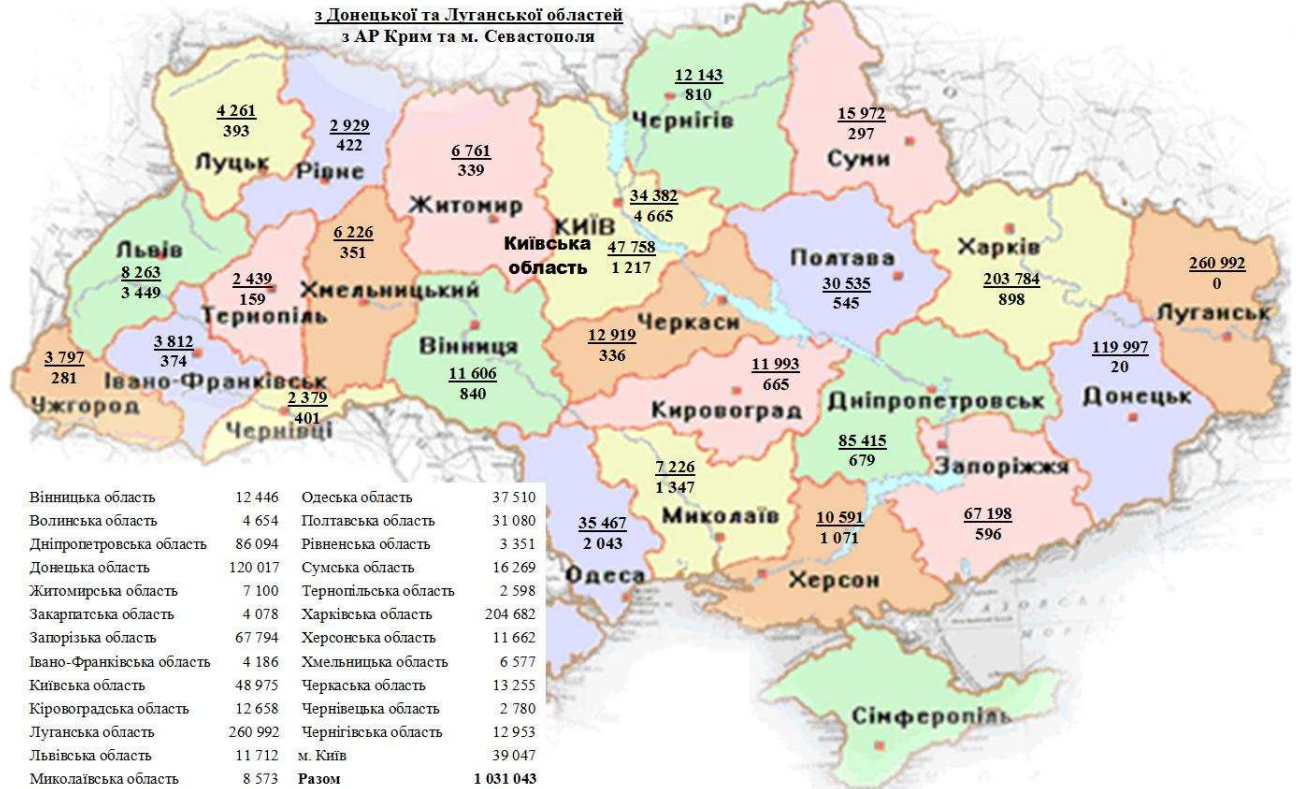 з Донецької та Луганської областей
з АР Крим та м. Севастополя
12 143
810
Чернігів
15 972
297
Суми
4 261
393
Луцьк
2 929
422
Рівне
6 761
339
Житомир
34 382
4 665
КИЇВ
Київська
область
47 758
1 217
Львів
8 263
3 449
6 226
351
Хмельницький
2 439
159
Тернопіль
Полтава
30 535
545
Харків
203 784
898
260 992
0
Луганськ
3 797
281
Ужгород
3 812
374
Івано-Франківськ
2 379
401
Чернівці
Вінниця
11 606
840
Черкаси
12 919
336
11 993
665
Кировоград
Дніпропетровськ
85 415
679
119 997
20
Донецьк
Запоріжжя
67 198
596
7 226
1 347
Миколаїв
35 467
2 043
Одеса
10 591
1 071
Херсон
АЗОВСЬКЕ
МОРЕ
Сімферопіль
Вінницька область 12 446 Одеська область 37 510
Волинська область 4 654 Полтавська область 31 080
Дніпропетровська область 86 094 Рівненська область 3 351
Донецька область 120 017 Сумська область 16 269
Житомирська область 7 100 Тернопільська область 2 598
Закарпатська область 4 078 Харківська область 204 682
Запорізька область 67 794 Херсонська область 11 662
Івано-Франківська область 4 186 Хмельницька область 6 577
Київська область 48 975 Черкаська область 13 255
Кіровоградська область 12 658 Чернівецька область 2 780
Луганська область 260 992 Чернігівська область 12 953
Львівська область 11 712 м. Київ 39 047
Миколаївська область 8 573 Разом 1 031 043